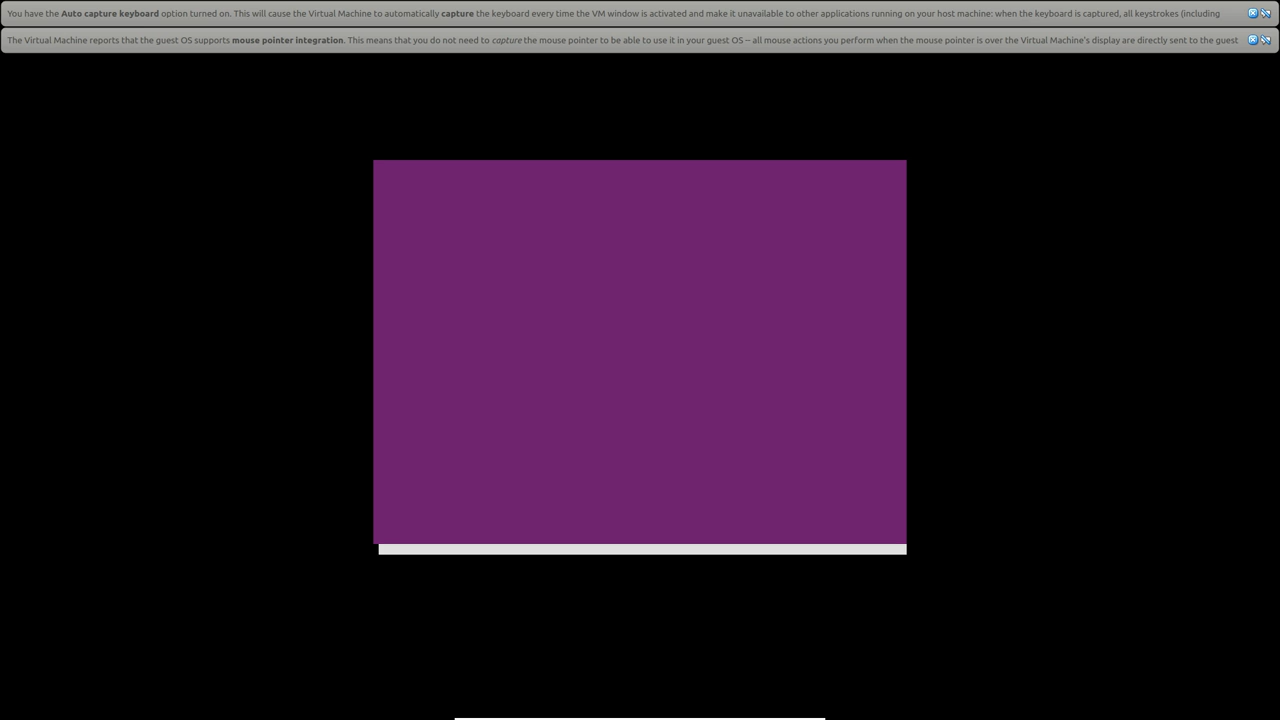 You have the Auto capture keyboard option turned on. This will cause the Virtual Machine to automatically capture the keyboard every time the VM window is activated and make it unavailable to other applications running on your host machine: when the keyboard is captured, all keystrokes (including
The Virtual Machine reports that the guest OS supports mouse pointer integration. This means that you do not need to capture the mouse pointer to be able to use it in your guest OS -- all mouse actions you perform when the mouse pointer is over the Virtual Machine's display are directly sent to the guest